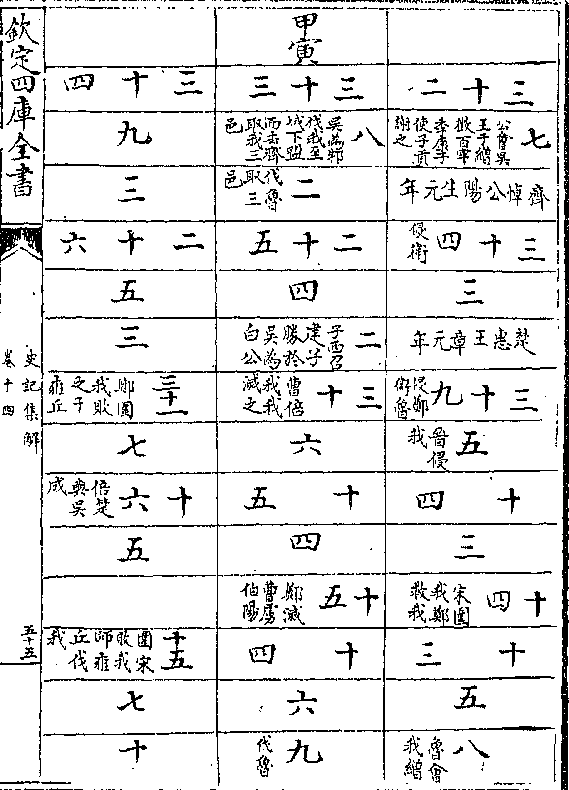 三十二
七
公會吳
王于繒
徵百牢
季康子
使子貢
謝之
齊悼公陽生元年
三十四
侵衛
三
楚惠王章元年
三十九
侵鄭
五
晉侵
我
十四
三
十四
宋圍
我鄭
救我
十三
五
八
魯會
我繒
甲寅
三十三
八
吳為邾
伐我至
城下盟
而去齊
取我三
邑
二
伐魯
取三
邑
二十五
四
二
子西召
建子
勝於
吳為
白公
三十
曹倍
我我
滅之
六
十五
四
十五
鄭滅
曹虜
伯陽
十四
六
九
伐魯
三十四
九
三
二十六
五
三
三十一
鄭圍
我敗
之于
雍丘
七
十六
倍楚
與吳
成
五
十五
圍宋
敗我
師雍
丘伐
我
七
十
欽定四庫全書
史記集解
卷十四
五十五